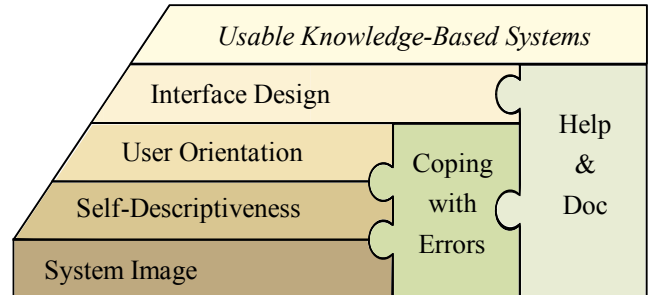 Usable Knowledge-Based Systems
Interface Design
User Orientation
Self-Descriptiveness
System Image
Coping
with
Errors
Help
&
Doc